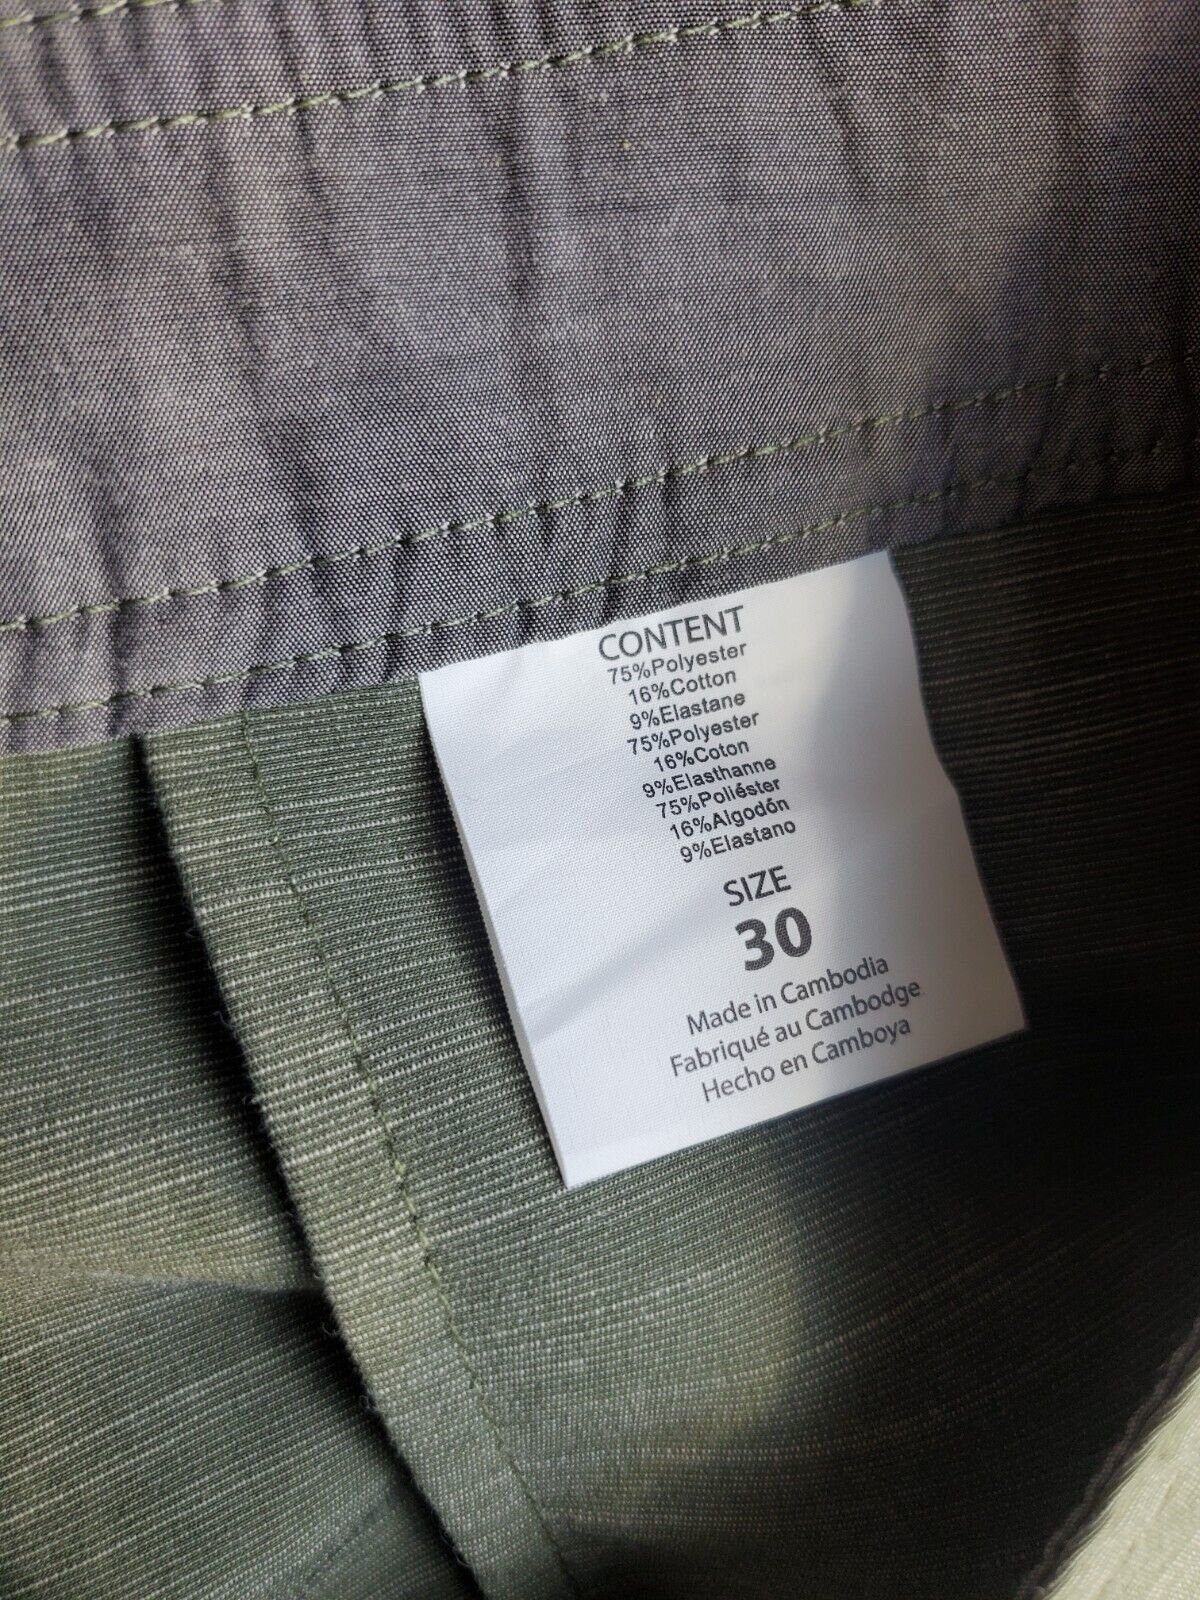 CONTENT
75%Polyester
16%Cotton
9%Elastane
75%Polyester
16%Coton
9%Elasthanne
75%Poliéster
16%Algodón
9%Elastano
SIZE
30
Made in Cambodia
Fabriqué au Cambodge
Hecho en Camboya